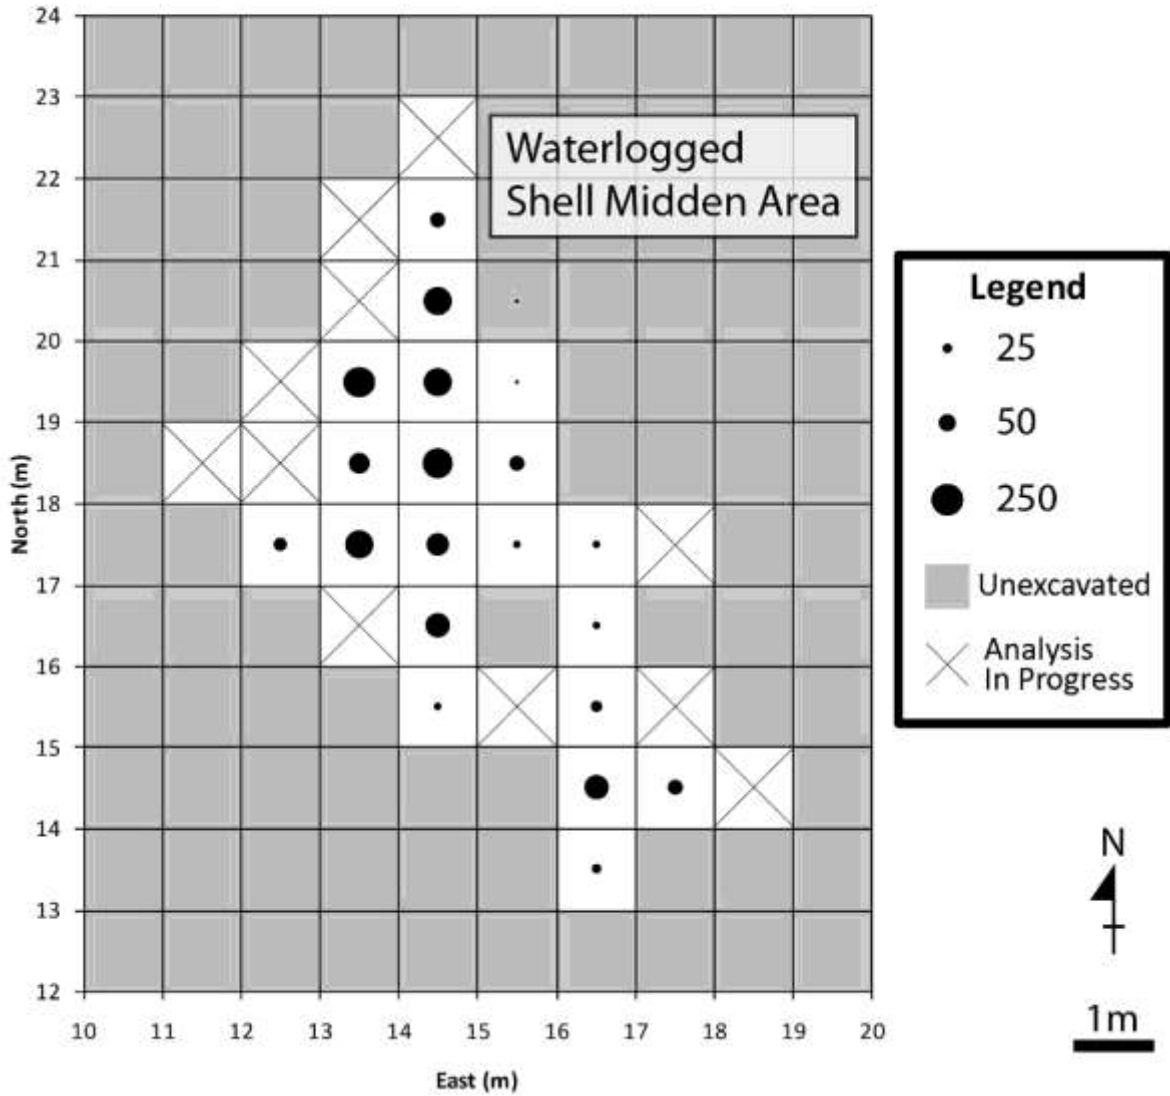 24
23
22
21
20
19
18
17
16
15
14
13
12
North (m)
10 11 12 13 14 15 16 17 18 19 20
East (m)
Waterlogged
Shell Midden Area
Legend
25
50
250
Unexcavated
Analysis
In Progress
N
1m